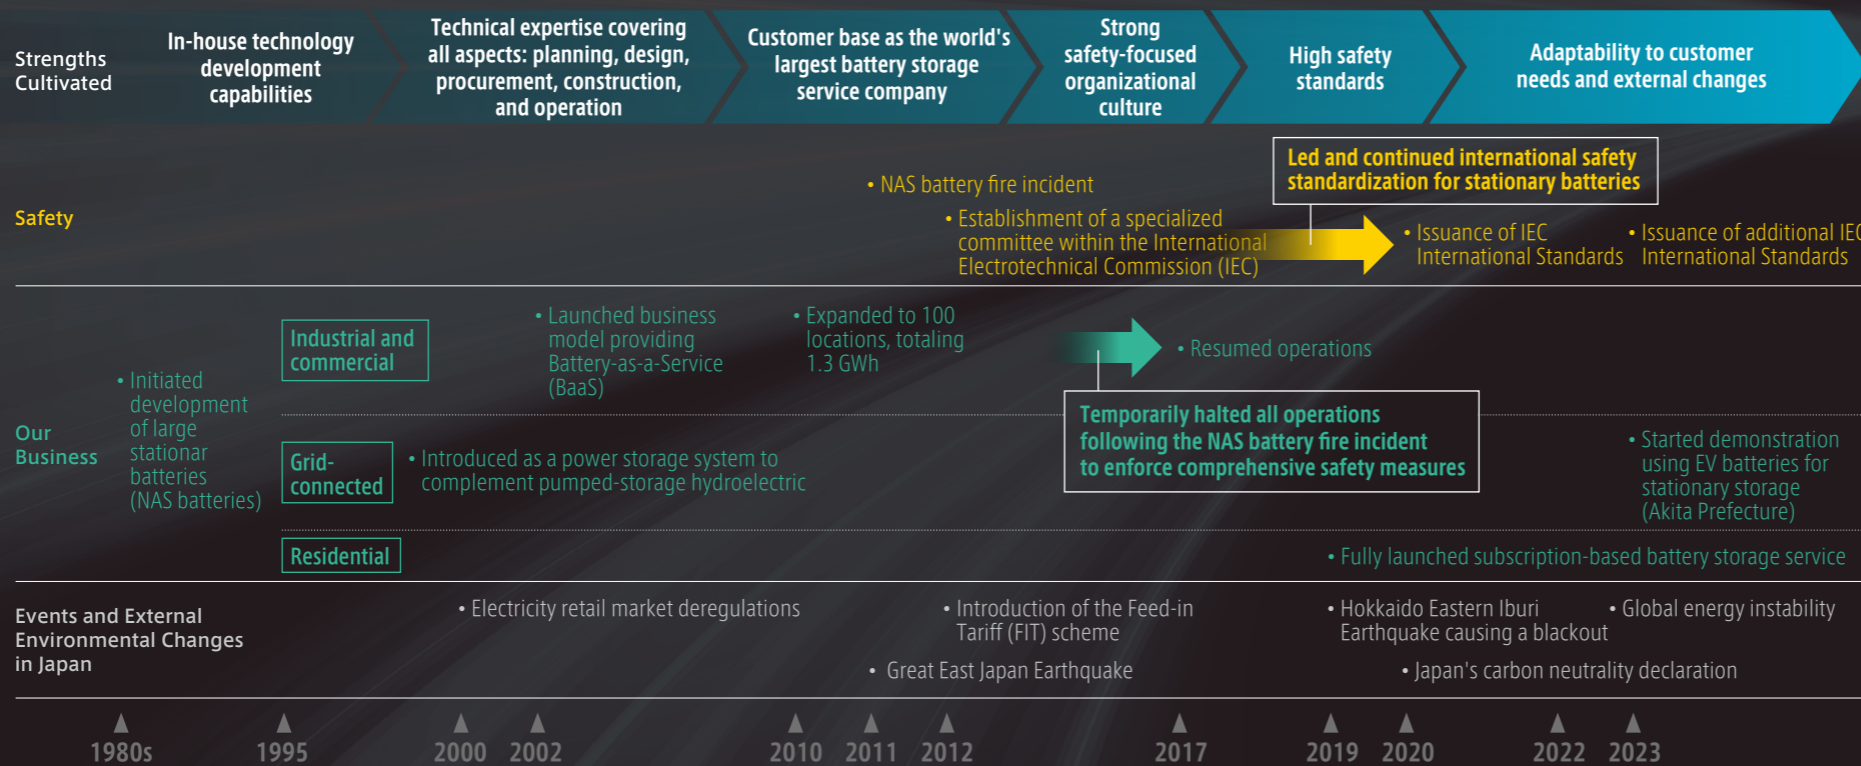 Strengths
Cultivated
In-house technology
development
capabilities
Technical expertise covering
all aspects: planning, design,
procurement, construction,
and operation
Customer base as the world's
largest battery storage
service company
Strong
safety-focused
organizational
culture
High safety
standards
Adaptability to customer
needs and external changes
Safety
• NAS battery fire incident
• Establishment of a specialized
committee within the International
Electrotechnical Commission (IEC)
Led and continued international safety
standardization for stationary batteries
• Issuance of IEC
International Standards
• Issuance of additional IEC
International Standards
Our
Business
• Initiated
development
of large
stationar
batteries
(NAS batteries)
Industrial and
commercial
• Launched business
model providing
Battery-as-a-Service
(BaaS)
• Expanded to 100
locations, totaling
1.3 GWh
• Resumed operations
Temporarily halted all operations
following the NAS battery fire incident
to enforce comprehensive safety measures
Grid-
connected
• Introduced as a power storage system to
complement pumped-storage hydroelectric
• Started demonstration
using EV batteries for
stationary storage
(Akita Prefecture)
Residential
• Fully launched subscription-based battery storage service
Events and External
Environmental Changes
in Japan
• Electricity retail market deregulations
• Introduction of the Feed-in
Tariff (FIT) scheme
• Great East Japan Earthquake
• Hokkaido Eastern Iburi
Earthquake causing a blackout
• Global energy instability
• Japan's carbon neutrality declaration
1980s
1995
2000
2002
2010
2011
2012
2017
2019
2020
2022
2023